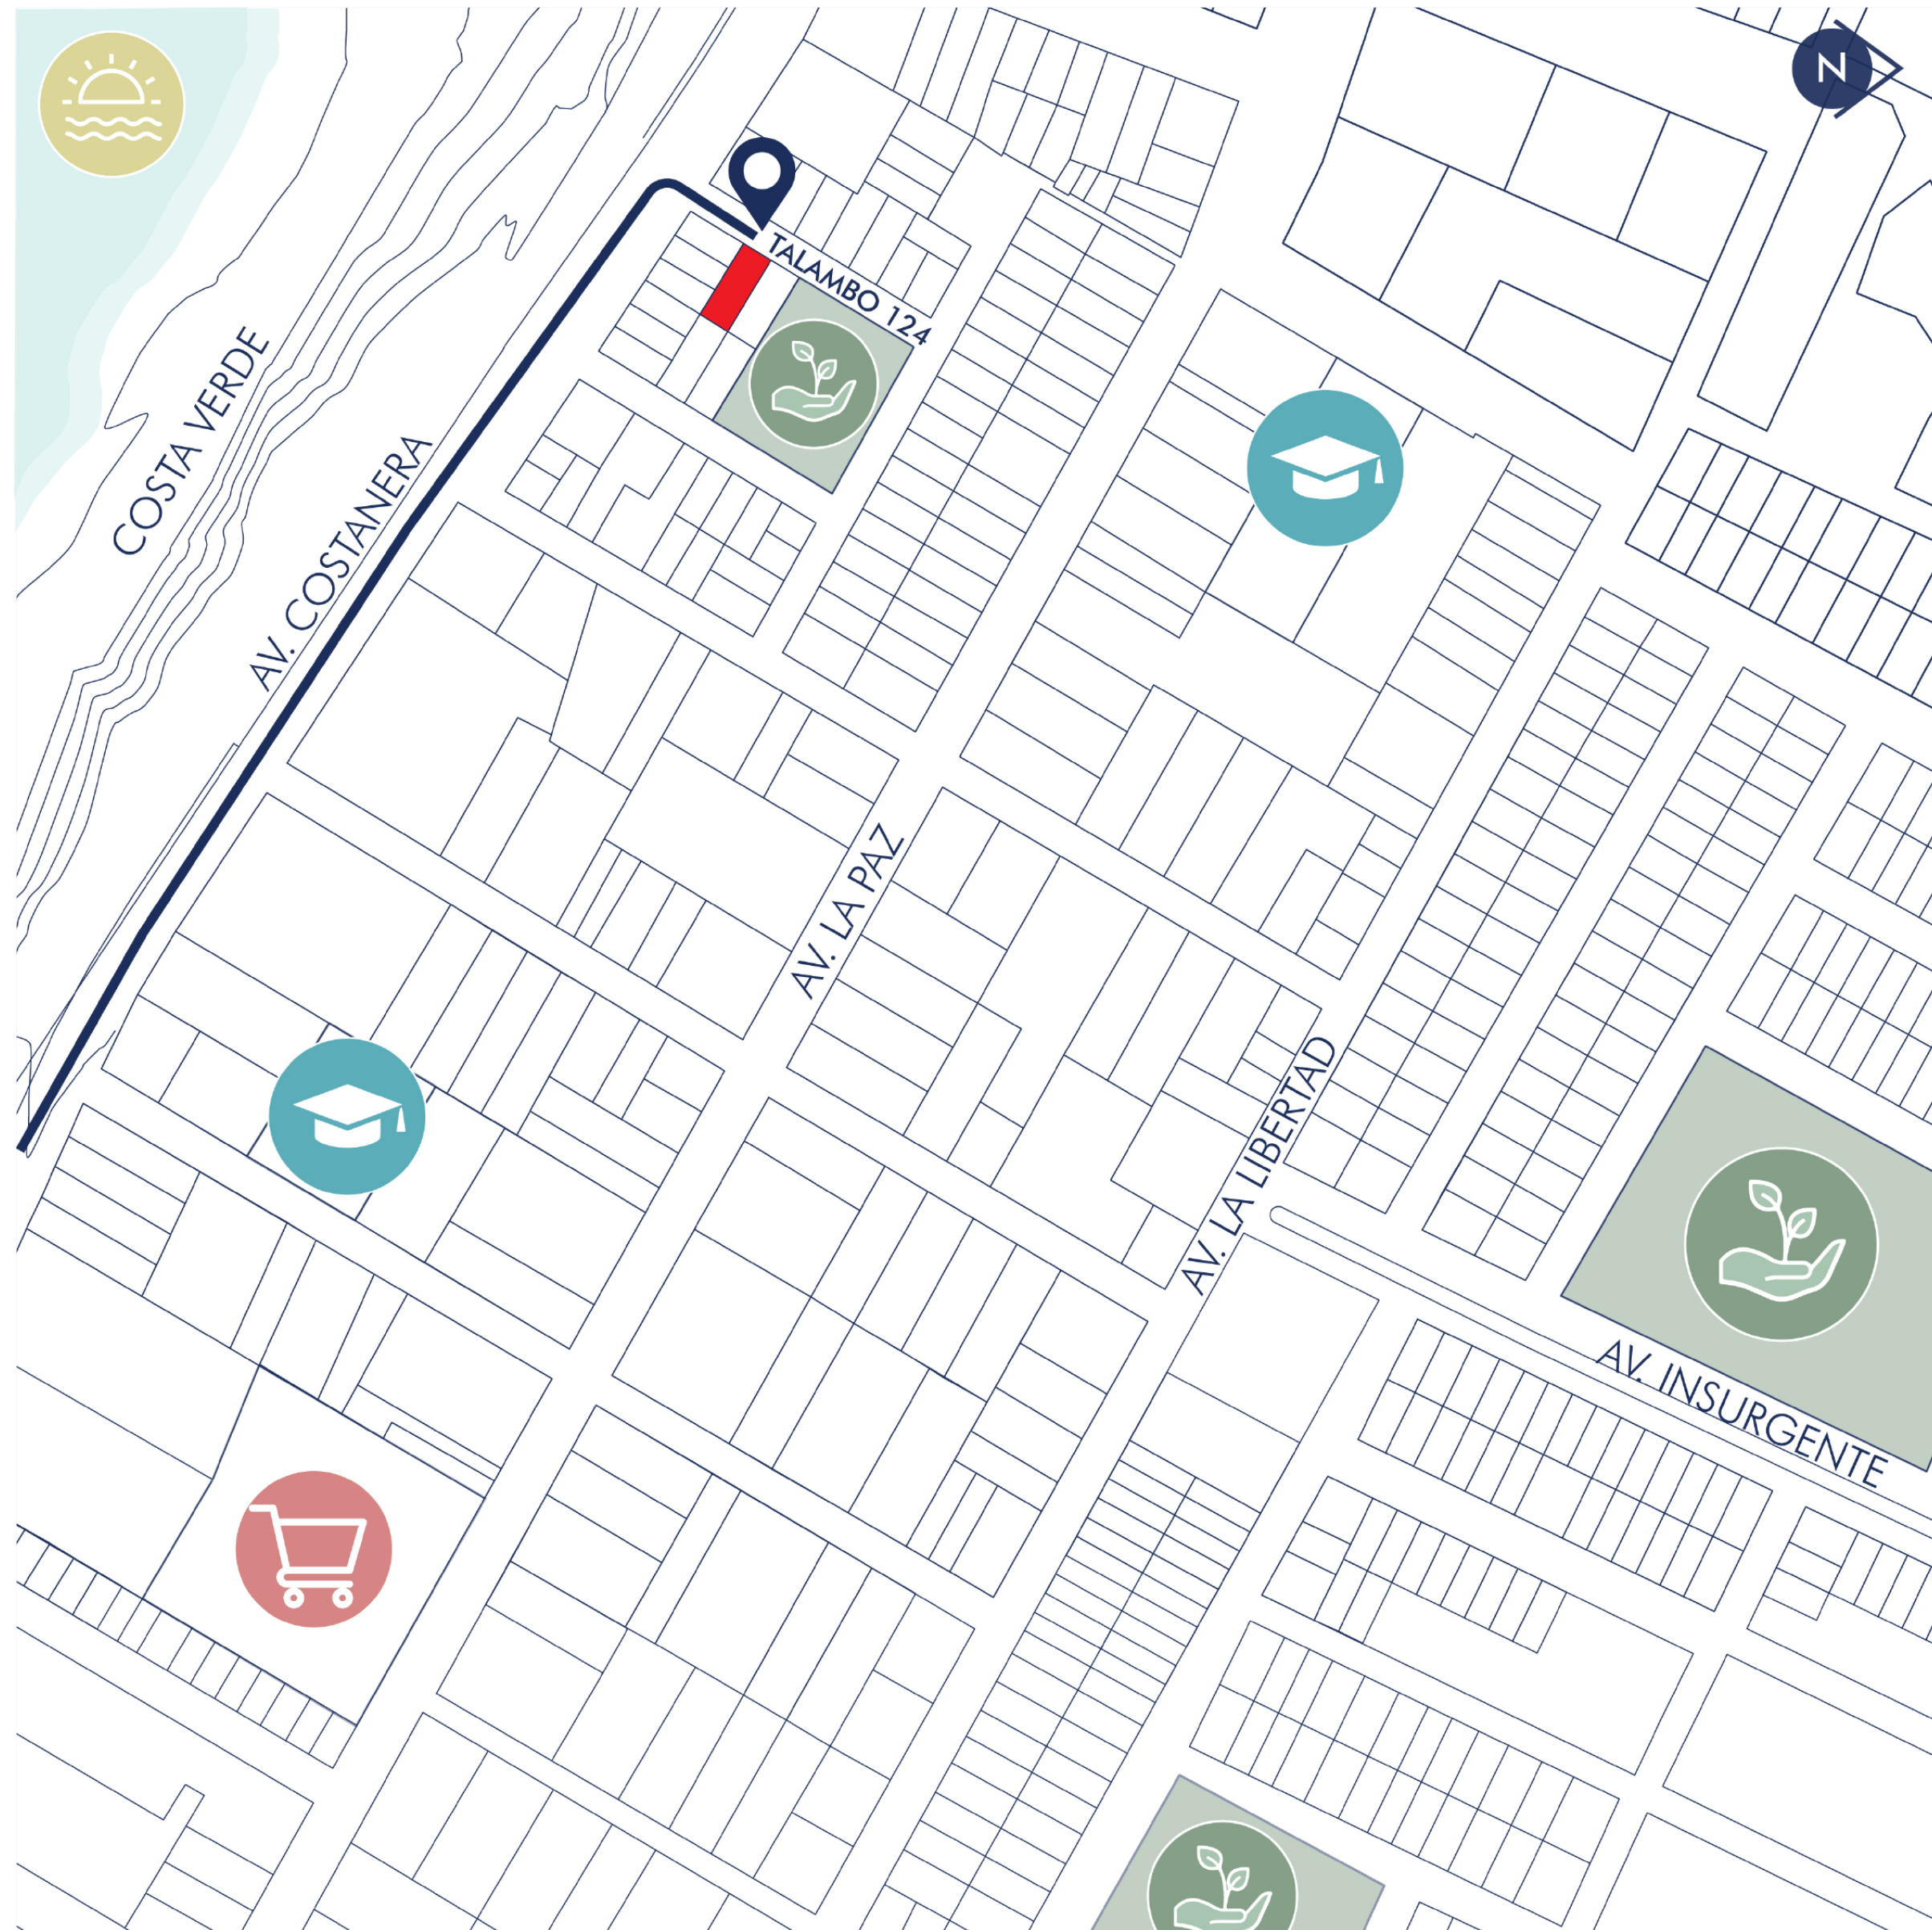 N
TALAMBO 124
COSTA VERDE
AV. COSTANERA
AV. LA PAZ
AV. LA LIBERTAD
AV. INSURGENTE